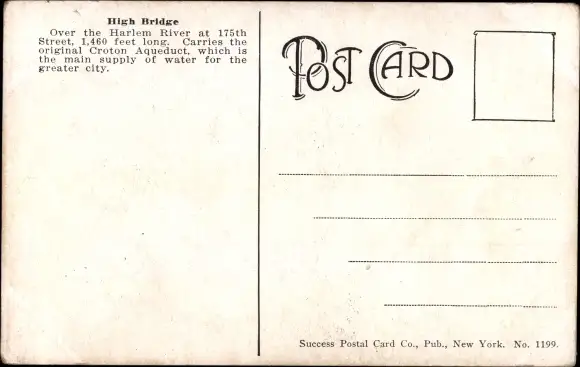 High Bridge
Over the Harlem River at 175th
Street, 1,460 feet long. Carries the
original Croton Aqueduct, which is
the main supply of water for the
greater city.
POST CARD
Success Postal Card Co., Pub., New York. No. 1199.